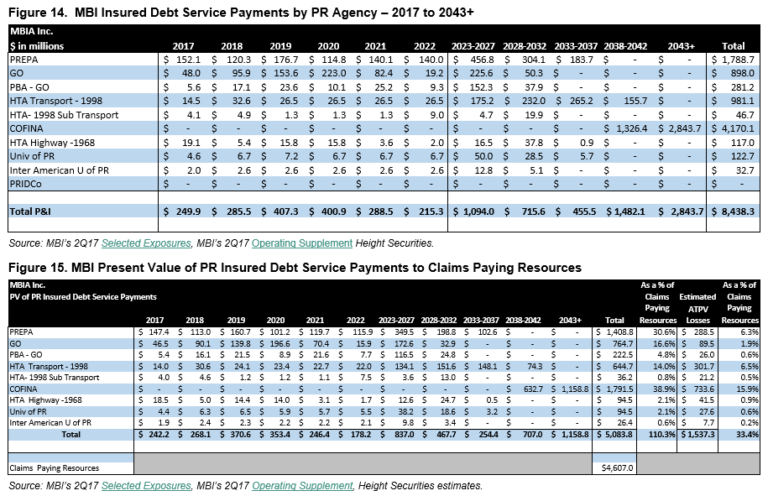 Figure 14. MBI Insured Debt Service Payments by PR Agency – 2017 to 2043+
MBIA Inc.
$ in millions 2017 2018 2019 2020 2021 2022 2023-2027 2028-2032 2033-2037 2038-2042 2043+ Total
PREPA $ 152.1 $ 120.3 $ 176.7 $ 114.8 $ 140.1 $ 140.0 $ 456.8 $ 304.1 $ 183.7 $ - $ - $ 1,788.7
GO $ 48.0 $ 95.9 $ 153.6 $ 223.0 $ 82.4 $ 19.2 $ 225.6 $ 50.3 $ - $ - $ - $ 898.0
PBA - GO $ 5.6 $ 17.1 $ 23.6 $ 10.1 $ 25.2 $ 9.3 $ 152.3 $ 37.9 $ - $ - $ - $ 281.2
HTA Transport - 1998 $ 14.5 $ 32.6 $ 26.5 $ 26.5 $ 26.5 $ 26.5 $ 175.2 $ 232.0 $ 265.2 $ 155.7 $ - $ 981.1
HTA- 1998 Sub Transport $ 4.1 $ 4.9 $ 1.3 $ 1.3 $ 1.3 $ 9.0 $ 4.7 $ 19.9 $ - $ - $ - $ 46.7
COFINA $ - $ - $ - $ - $ - $ - $ - $ - $ - $ 1,326.4 $ 2,843.7 $ 4,170.1
HTA Highway -1968 $ 19.1 $ 5.4 $ 15.8 $ 15.8 $ 3.6 $ 2.0 $ 16.5 $ 37.8 $ 0.9 $ - $ - $ 117.0
Univ of PR $ 4.6 $ 6.7 $ 7.2 $ 6.7 $ 6.7 $ 6.7 $ 50.0 $ 28.5 $ 5.7 $ - $ - $ 122.7
Inter American U of PR $ 2.0 $ 2.6 $ 2.6 $ 2.6 $ 2.6 $ 2.6 $ 12.8 $ 5.1 $ - $ - $ - $ 32.7
PRIDCo $ - $ - $ - $ - $ - $ - $ - $ - $ - $ - $ - $ -
Total P&I $ 249.9 $ 285.5 $ 407.3 $ 400.9 $ 288.5 $ 215.3 $ 1,094.0 $ 715.6 $ 455.5 $ 1,482.1 $ 2,843.7 $ 8,438.3
Source: MBI's 2Q17 Selected Exposures, MBI's 2Q17 Operating Supplement Height Securities.
Figure 15. MBI Present Value of PR Insured Debt Service Payments to Claims Paying Resources
MBIA Inc. As a % of As a % of
PV of PR Insured Debt Service Payments Claims Estimated Claims
Paying ATPV Paying
2017 2018 2019 2020 2021 2022 2023-2027 2028-2032 2033-2037 2038-2042 2043+ Total Resources Losses Resources
PREPA $ 147.4 $ 113.0 $ 160.7 $ 101.2 $ 119.7 $ 115.9 $ 349.5 $ 198.8 $ 102.6 $ - $ - $ 1,408.8 30.6% $ 288.5 6.3%
GO $ 46.5 $ 90.1 $ 139.8 $ 196.6 $ 70.4 $ 15.9 $ 172.6 $ 32.9 $ - $ - $ - $ 764.7 16.6% $ 89.5 1.9%
PBA - GO $ 5.4 $ 16.1 $ 21.5 $ 8.9 $ 21.6 $ 7.7 $ 116.5 $ 24.8 $ - $ - $ - $ 222.5 4.8% $ 26.0 0.6%
HTA Transport - 1998 $ 14.0 $ 30.6 $ 24.1 $ 23.4 $ 22.7 $ 22.0 $ 134.1 $ 151.6 $ 148.1 $ 74.3 $ - $ 644.7 14.0% $ 301.7 6.5%
HTA- 1998 Sub Transport $ 4.0 $ 4.6 $ 1.2 $ 1.2 $ 1.1 $ 7.5 $ 3.6 $ 13.0 $ - $ - $ - $ 36.2 0.8% $ 21.2 0.5%
COFINA $ - $ - $ - $ - $ - $ - $ - $ - $ - $ 632.7 $ 1,158.8 $ 1,791.5 38.9% $ 733.6 15.9%
HTA Highway -1968 $ 18.5 $ 5.0 $ 14.4 $ 14.0 $ 3.1 $ 1.7 $ 12.6 $ 24.7 $ 0.5 $ - $ - $ 94.5 2.1% $ 41.5 0.9%
Univ of PR $ 4.4 $ 6.3 $ 6.5 $ 5.9 $ 5.7 $ 5.5 $ 38.2 $ 18.6 $ 3.2 $ - $ - $ 94.5 2.1% $ 27.6 0.6%
Inter American U of PR $ 1.9 $ 2.4 $ 2.3 $ 2.2 $ 2.2 $ 2.1 $ 9.8 $ 3.4 $ - $ - $ - $ 26.4 0.6% $ 7.7 0.2%
Total $ 242.2 $ 268.1 $ 370.6 $ 353.4 $ 246.4 $ 178.2 $ 837.0 $ 467.7 $ 254.4 $ 707.0 $ 1,158.8 $ 5,083.8 110.3% $ 1,537.3 33.4%
Claims Paying Resources $4,607.0
Source: MBI's 2Q17 Selected Exposures, MBI's 2Q17 Operating Supplement, Height Securities estimates.